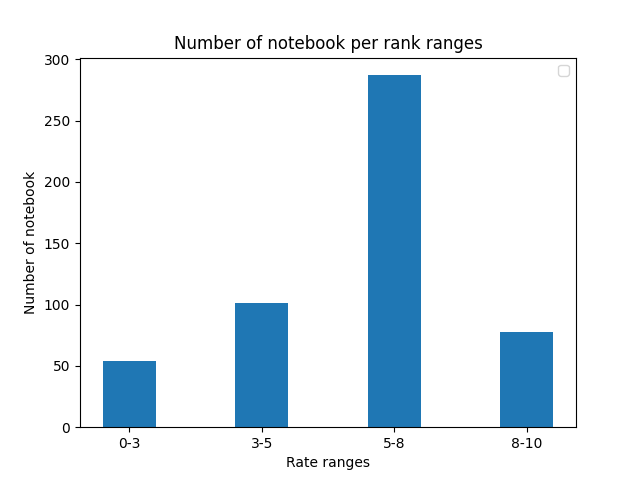 Number of notebook per rank ranges
300
250
200
150
100
50
0
Number of notebook
0-3 3-5 5-8 8-10
Rate ranges